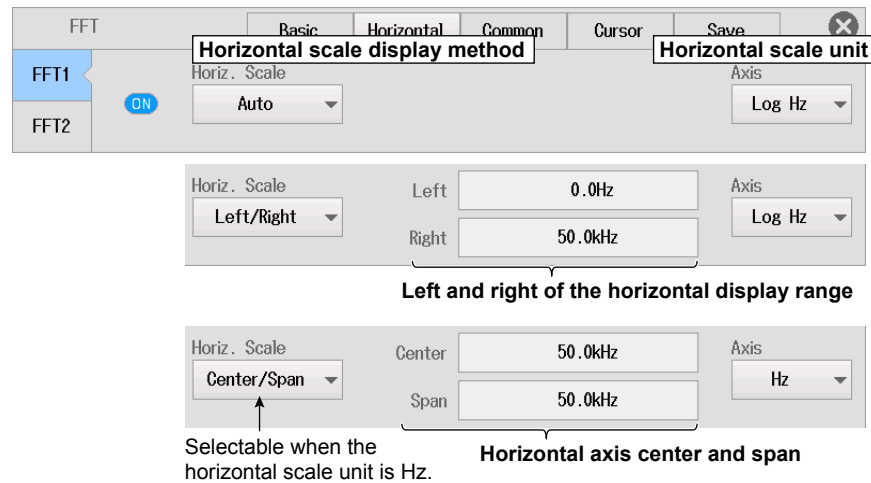 FFT Basic Horizontal Common Cursor Save
Horizontal scale display method Horizontal scale unit
FFT1 Horiz. Scale Axis
ON Auto Log Hz
FFT2
Horiz. Scale Left 0.0Hz Axis
Left/Right Log Hz
Right 50.0kHz
Left and right of the horizontal display range
Horiz. Scale Center 50.0kHz Axis
Center/Span Hz
Span 50.0kHz
Selectable when the
horizontal scale unit is Hz.
Horizontal axis center and span